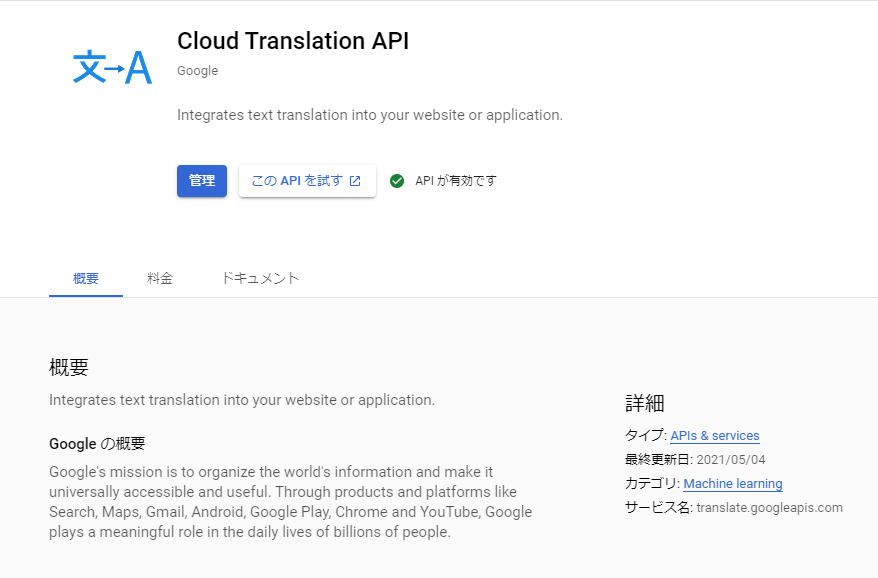 文→A
Cloud Translation API
Google
Integrates text translation into your website or application.
管理
この API を試す
API が有効です
概要
料金
ドキュメント
概要
Integrates text translation into your website or application.
Google の概要
Google's mission is to organize the world's information and make it
universally accessible and useful. Through products and platforms like
Search, Maps, Gmail, Android, Google Play, Chrome and YouTube, Google
plays a meaningful role in the daily lives of billions of people.
詳細
タイプ: APIs & services
最終更新日: 2021/05/04
カテゴリ: Machine learning
サービス名: translate.googleapis.com